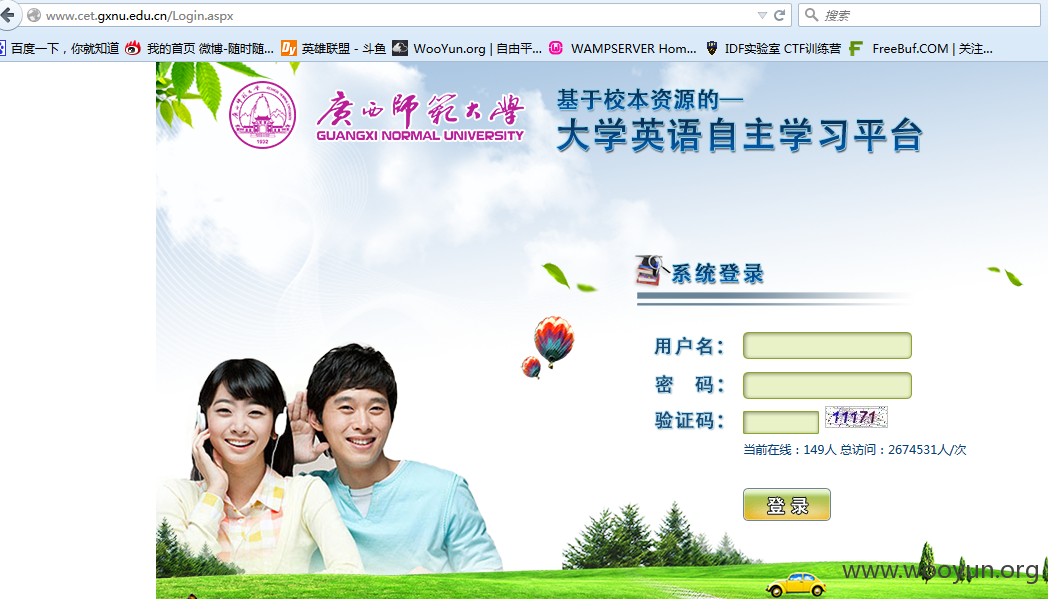 www.cet.gxnu.edu.cn/Login.aspx
搜索
百度一下，你就知道 我的首页 微博-随时随... 英雄联盟 - 斗鱼 WooYun.org | 自由平... WAMPSERVER Hom... IDF实验室 CTF训练营 FreeBuf.COM | 关注...
廣西師範大學
GUANGXI NORMAL UNIVERSITY
1932
基于校本资源的—
大学英语自主学习平台
系统登录
用户名：
密 码：
验证码： 11171
当前在线：149人 总访问：2674531人/次
登 录
www.wooyun.org